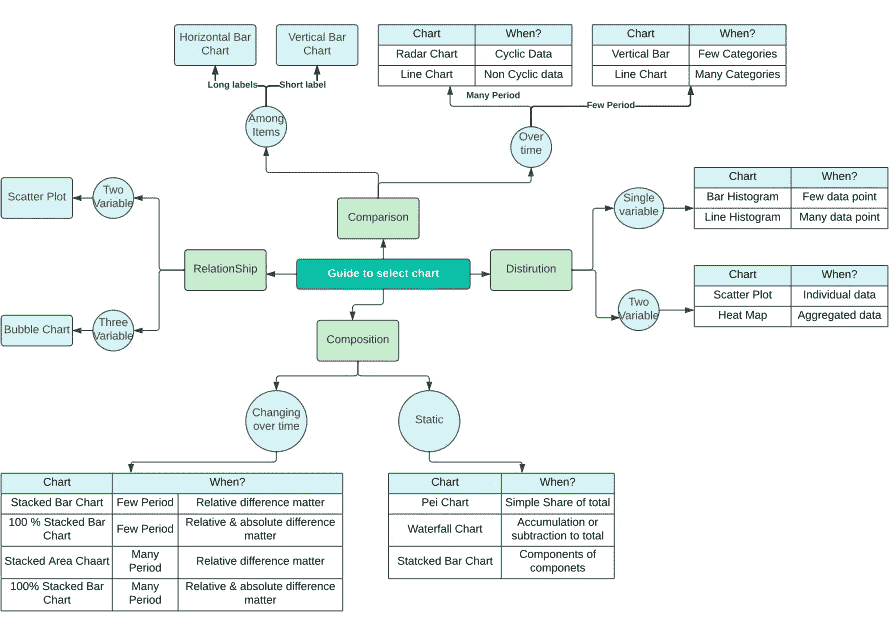 Horizontal Bar
Chart
Vertical Bar
Chart
Chart When?
Radar Chart Cyclic Data
Line Chart Non Cyclic data
Chart When?
Vertical Bar Few Categories
Line Chart Many Categories
Long labels
Short label
Many Period
Few Period
Among
Items
Over
time
Scatter Plot
Two
Variable
Comparison
Single
variable
Chart When?
Bar Histogram Few data point
Line Histogram Many data point
RelationShip
Guide to select chart
Distirution
Bubble Chart
Three
Variable
Composition
Two
Variable
Chart When?
Scatter Plot Individual data
Heat Map Aggregated data
Changing
over time
Static
Chart When?
Stacked Bar Chart Few Period Relative difference matter
100 % Stacked Bar
Chart
Few Period
Relative & absolute difference
matter
Stacked Area Chaart
Many
Period
Relative difference matter
100% Stacked Bar
Chart
Many
Period
Relative & absolute difference
matter
Chart When?
Pei Chart Simple Share of total
Waterfall Chart
Accumulation or
subtraction to total
Statcked Bar Chart
Components of
componets